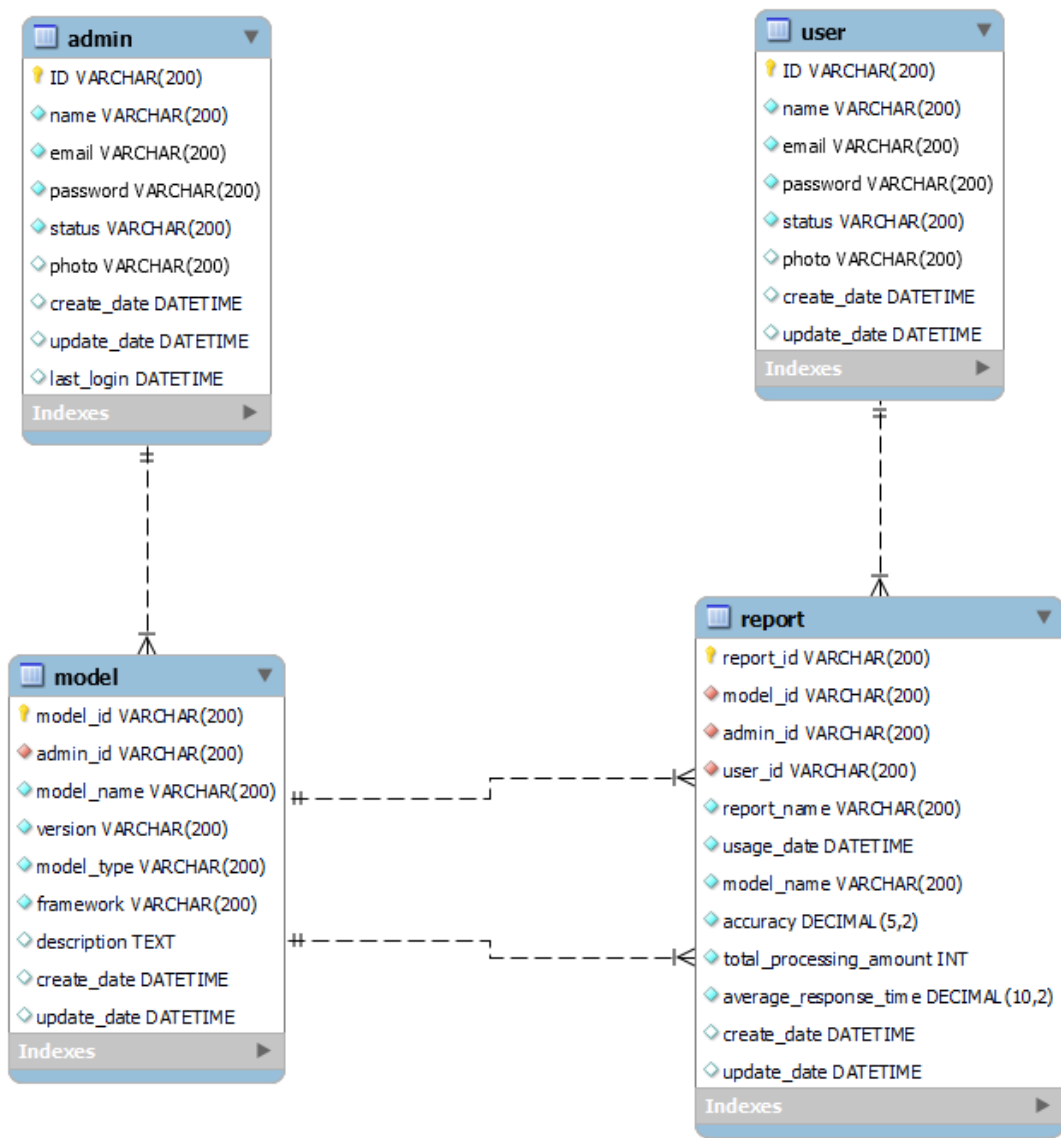 admin
ID VARCHAR(200)
name VARCHAR(200)
email VARCHAR(200)
password VARCHAR(200)
status VARCHAR(200)
photo VARCHAR(200)
create_date DATETIME
update_date DATETIME
last_login DATETIME
Indexes
user
ID VARCHAR(200)
name VARCHAR(200)
email VARCHAR(200)
password VARCHAR(200)
status VARCHAR(200)
photo VARCHAR(200)
create_date DATETIME
update_date DATETIME
Indexes
model
model_id VARCHAR(200)
admin_id VARCHAR(200)
model_name VARCHAR(200)
version VARCHAR(200)
model_type VARCHAR(200)
framework VARCHAR(200)
description TEXT
create_date DATETIME
update_date DATETIME
Indexes
report
report_id VARCHAR(200)
model_id VARCHAR(200)
admin_id VARCHAR(200)
user_id VARCHAR(200)
report_name VARCHAR(200)
usage_date DATETIME
model_name VARCHAR(200)
accuracy DECIMAL(5,2)
total_processing_amount INT
average_response_time DECIMAL(10,2)
create_date DATETIME
update_date DATETIME
Indexes